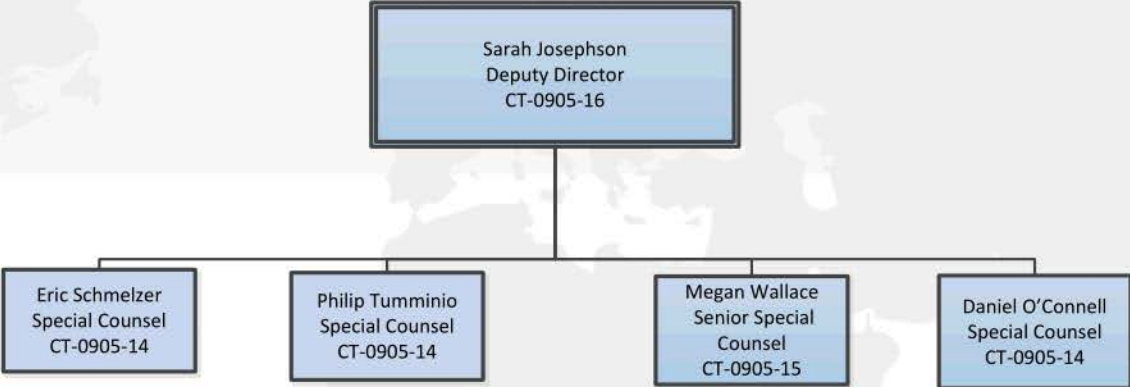 Sarah Josephson
Deputy Director
CT-0905-16
Eric Schmelzer
Special Counsel
CT-0905-14
Philip Tumminio
Special Counsel
CT-0905-14
Megan Wallace
Senior Special
Counsel
CT-0905-15
Daniel O’Connell
Special Counsel
CT-0905-14